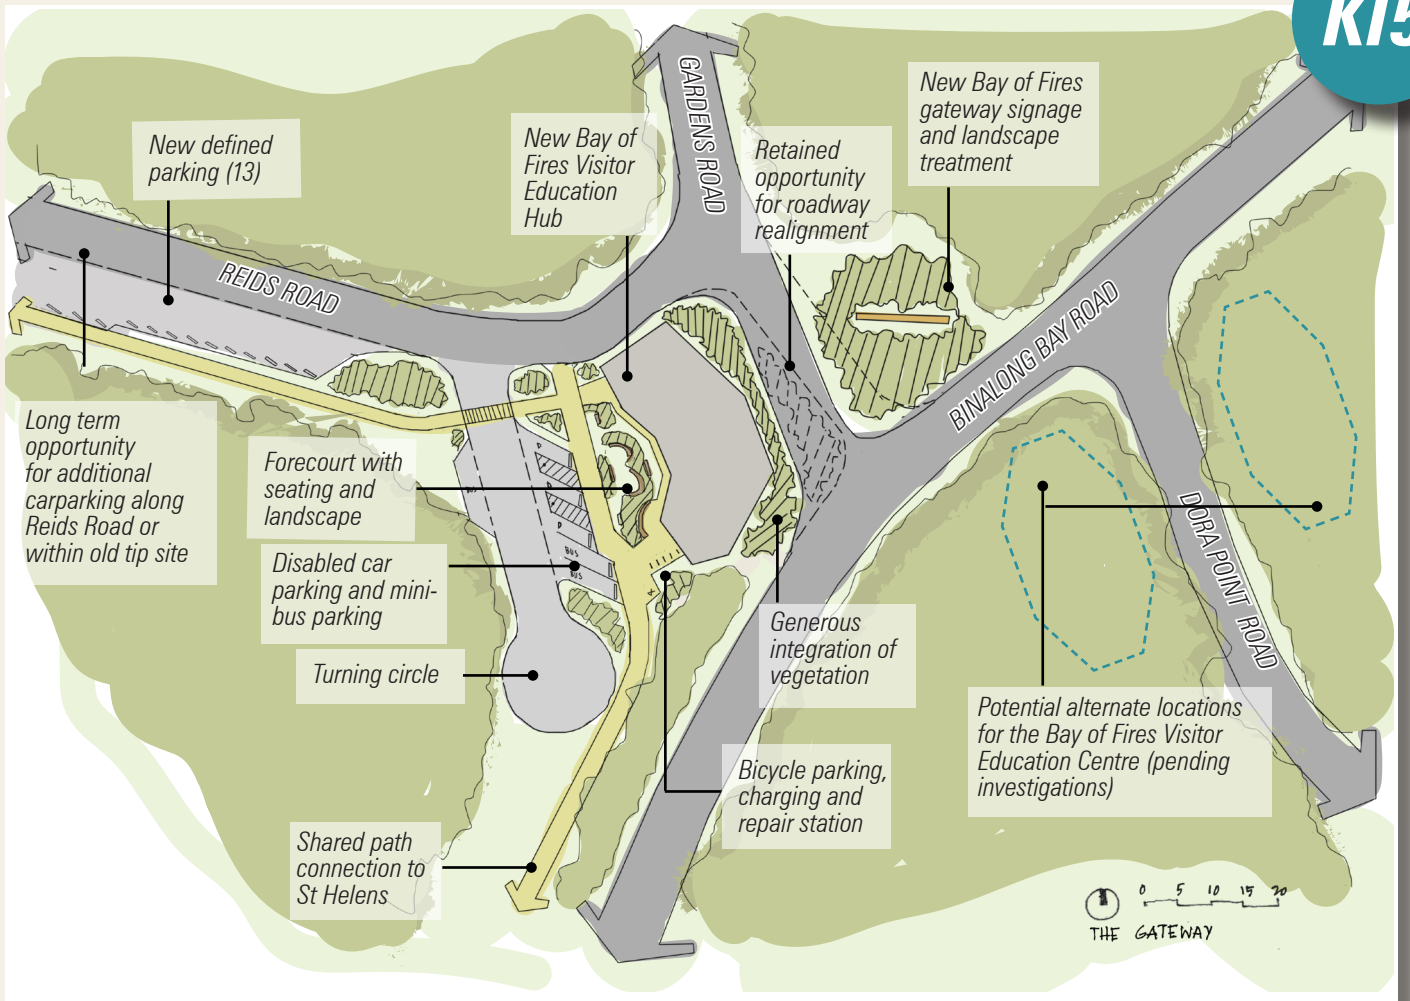 KI5
New Bay of Fires
gateway signage
and landscape
treatment
New defined
parking (13)
New Bay of
Fires Visitor
Education
Hub
GARDENS ROAD
Retained
opportunity
for roadway
realignment
REIDS ROAD
BINALONG BAY ROAD
Long term
opportunity
for additional
carparking along
Reids Road or
within old tip site
Forecourt with
seating and
landscape
BUS
Disabled car
parking and mini-
bus parking
BUS
BUS
DORA POINT ROAD
Turning circle
Generous
integration of
vegetation
Potential alternate locations
for the Bay of Fires Visitor
Education Centre (pending
investigations)
Bicycle parking,
charging and
repair station
Shared path
connection to
St Helens
0 5 10 15 20
THE GATEWAY